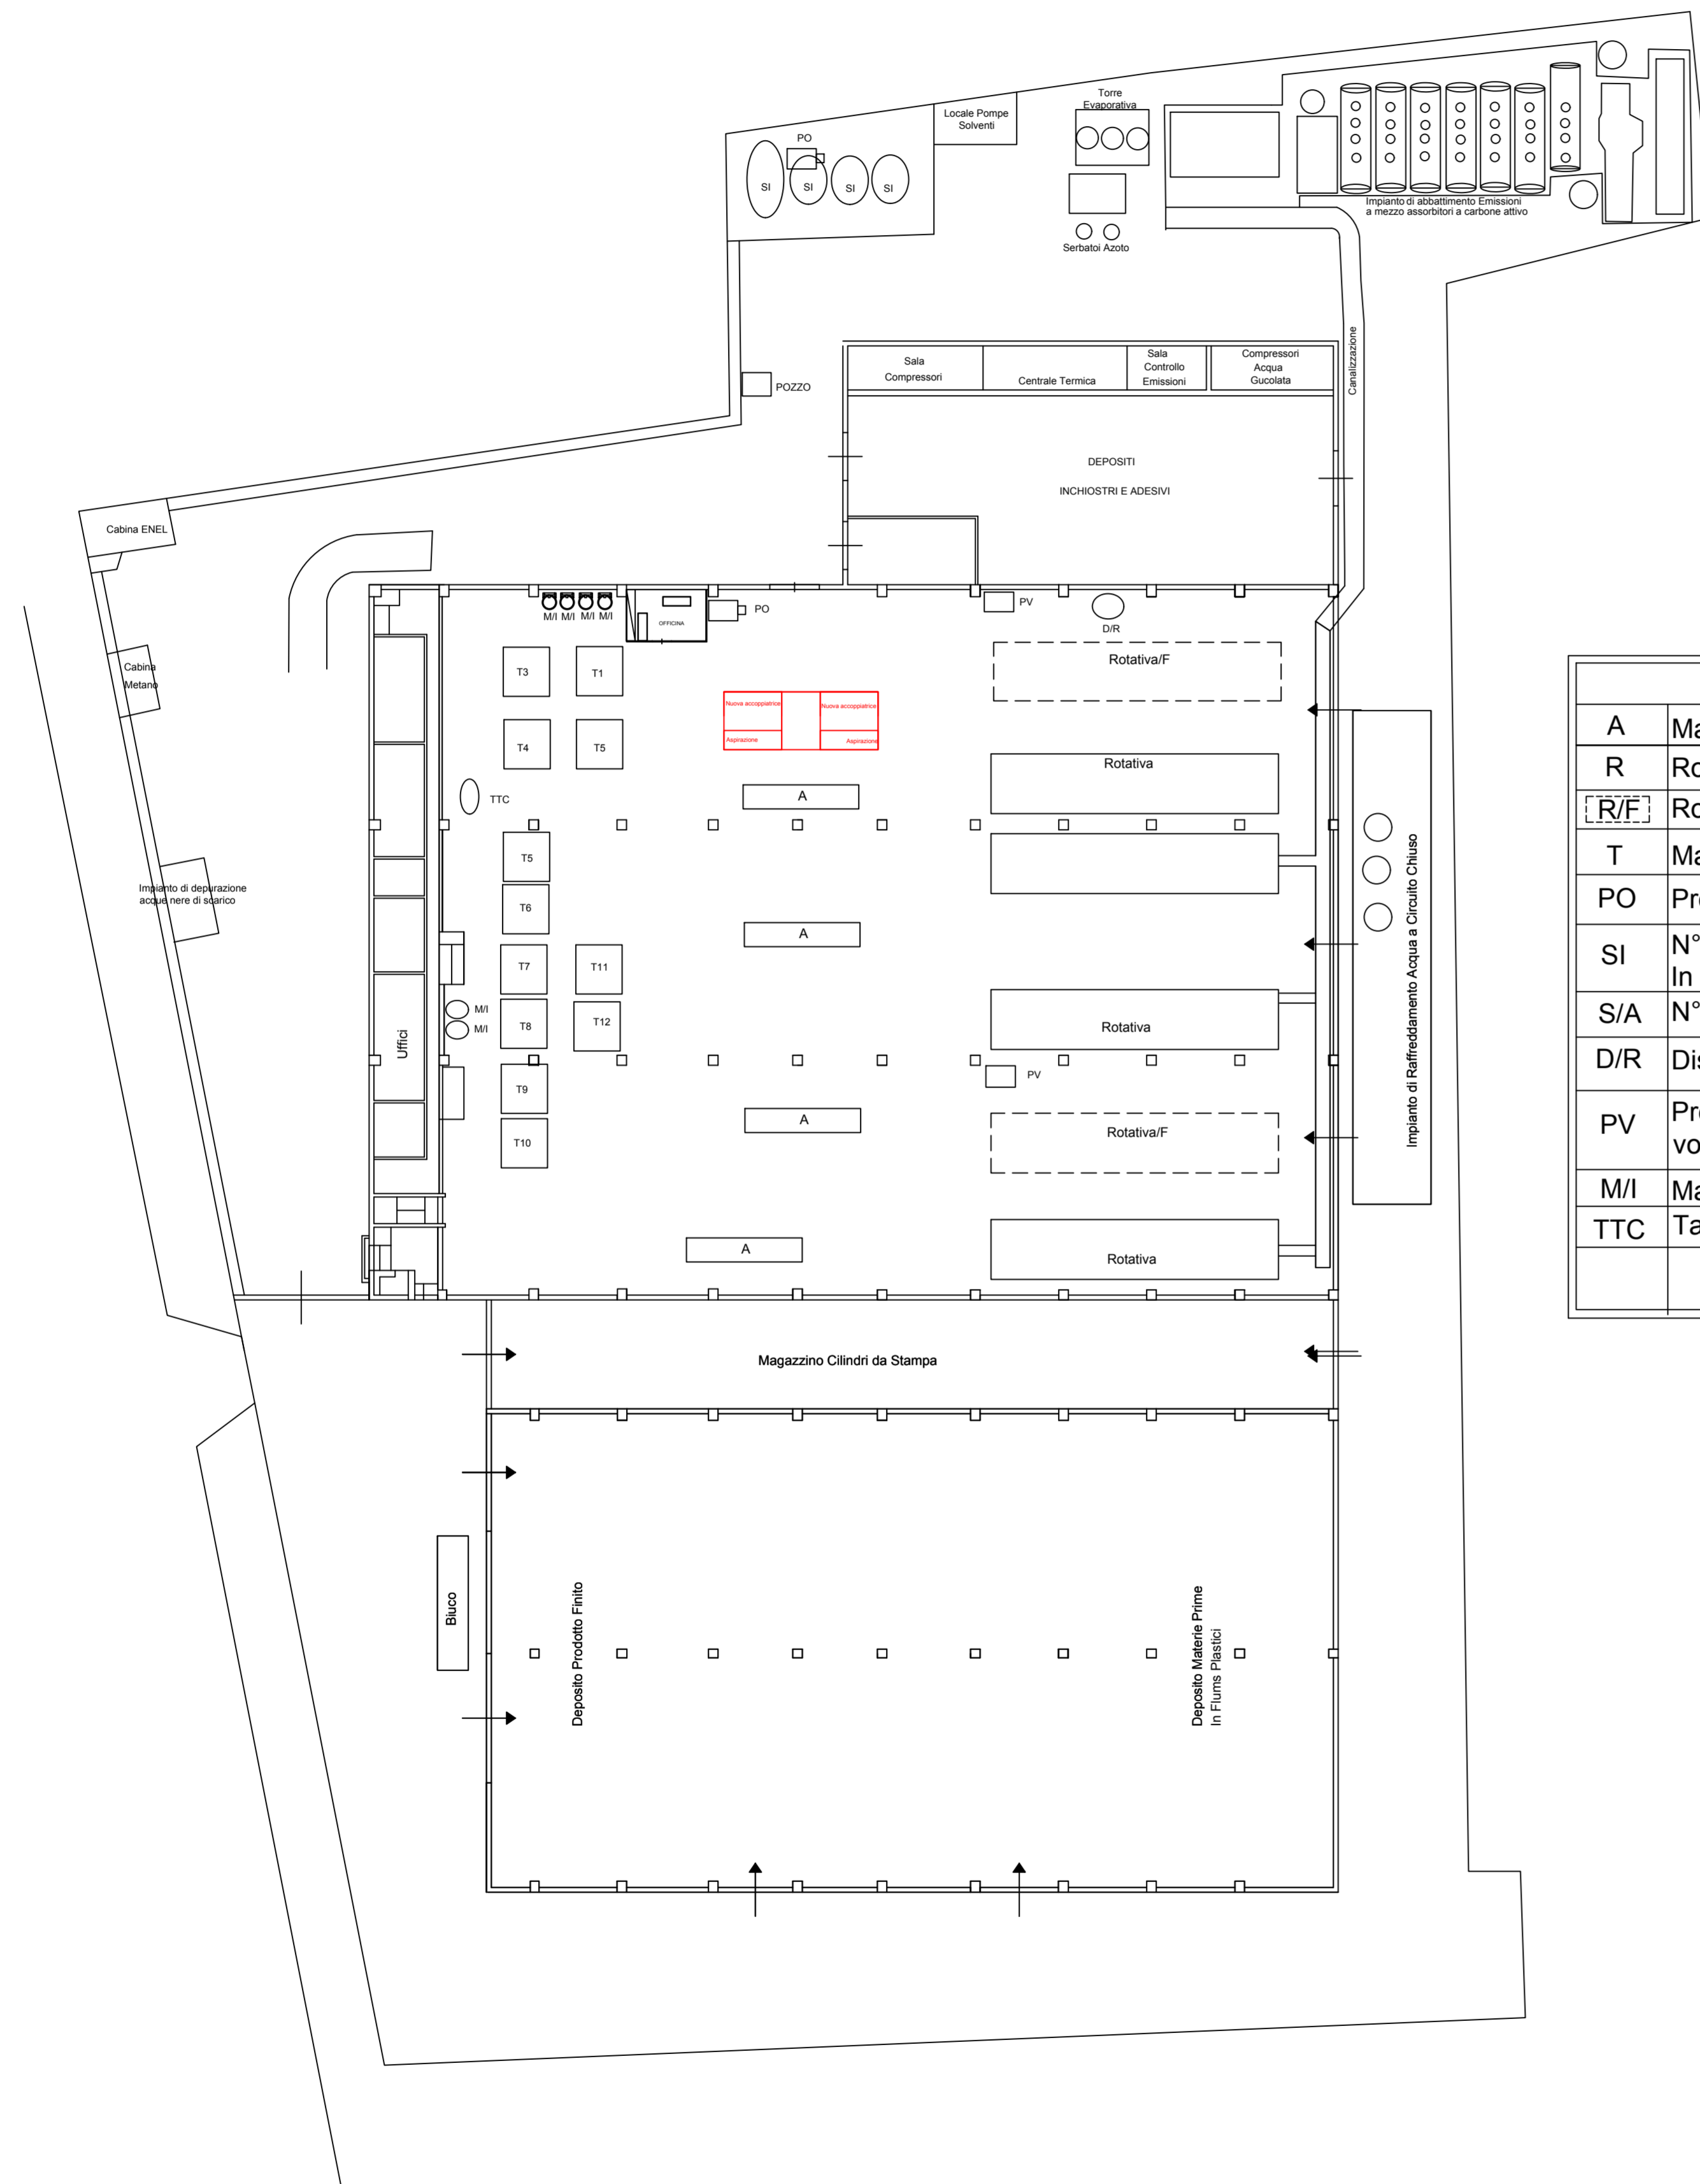 Torre
Evaporativa
Locale Pompe
Solventi
PO
SI
SI
SI
SI
Impianto di abbattimento Emissioni
a mezzo assorbitori a carbone attivo
Serbatoi Azoto
Canalizzazione
Sala
Compressori
Centrale Termica
Sala
Controllo
Emissioni
Compressori
Acqua
Gucolata
POZZO
DEPOSITI
INCHIOSTRI E ADESIVI
Cabina ENEL
M/I M/I M/I M/I
OFFICINA
PO
PV
D/R
Cabina
Metano
T3
T1
Rotativa/F
Nuova accoppiatrice
Nuova accoppiatrice
Aspirazione
Aspirazione
T4
T5
Rotativa
A
TTC
T5
T6
Impianto di depurazione
acque nere di scarico
A
T7
T11
M/I
M/I
T8
T12
Rotativa
Uffici
PV
T9
T10
A
Rotativa/F
A
Rotativa
Impianto di Raffreddamento Acqua a Circuito Chiuso
Magazzino Cilindri da Stampa
Biuco
Deposito Prodotto Finito
Deposito Materie Prime
In Flums Plastici
A
R
R/F
T
PO
SI N°
In
S/A N°
D/R
PV
M/I
TTC